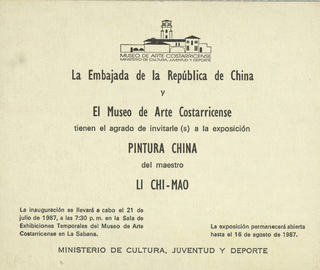 MUSEO DE ARTE COSTARRICENSE
MINISTERIO DE CULTURA, JUVENTUD Y DEPORTE
La Embajada de la República de China
y
El Museo de Arte Costarricense
tienen el agrado de invitarle (s) a la exposición
PINTURA CHINA
del maestro
LI CHI-MAO
La inauguración se llevará a cabo el 21 de
julio de 1987, a las 7:30 p. m. en la Sala de
Exhibiciones Temporales del Museo de Arte
Costarricense en La Sabana.
La exposición permanecerá abierta
hasta el 16 de agosto de 1987.
MINISTERIO DE CULTURA, JUVENTUD Y DEPORTE